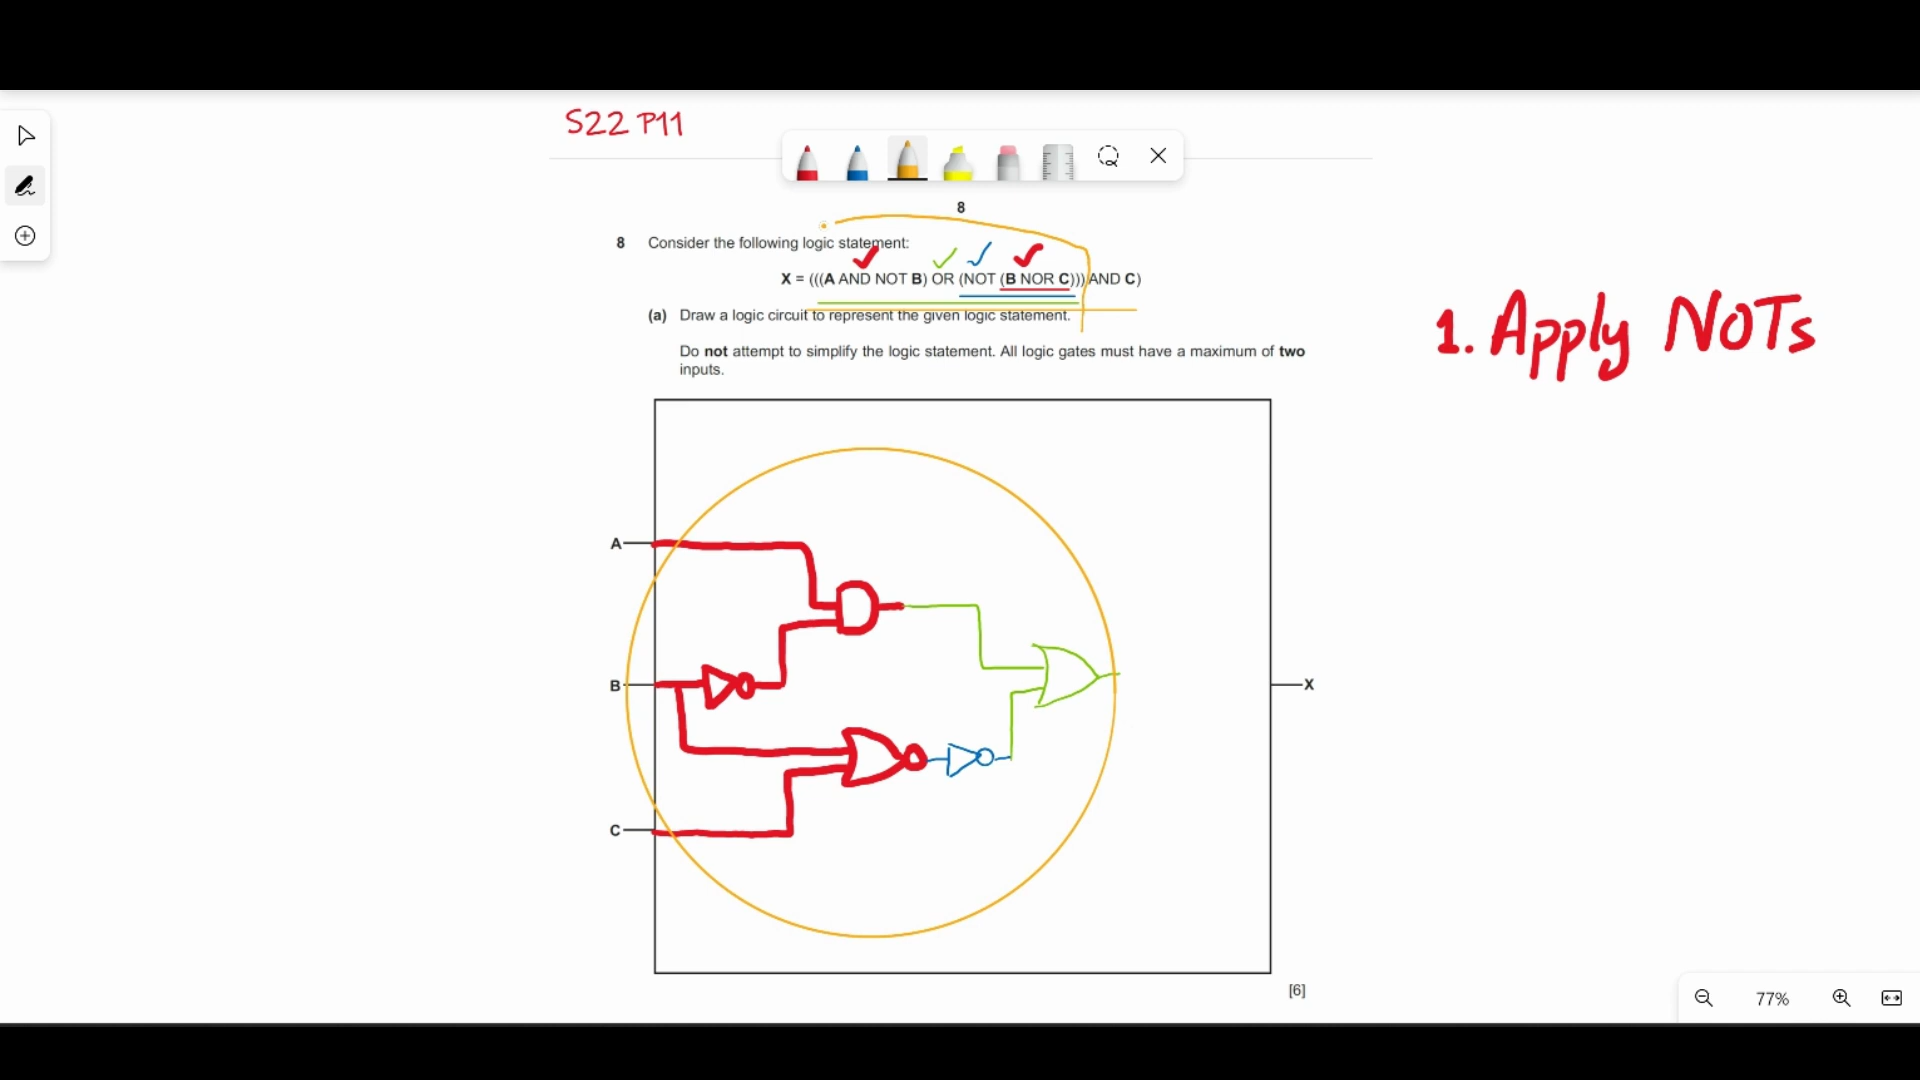 S22 P11
8
8 Consider the following logic statement:
X = (((A AND NOT B) OR (NOT (B NOR C))) AND C)
(a) Draw a logic circuit to represent the given logic statement.
Do not attempt to simplify the logic statement. All logic gates must have a maximum of two
inputs.
1. Apply NOTs
A
B
X
C
[6]
77%